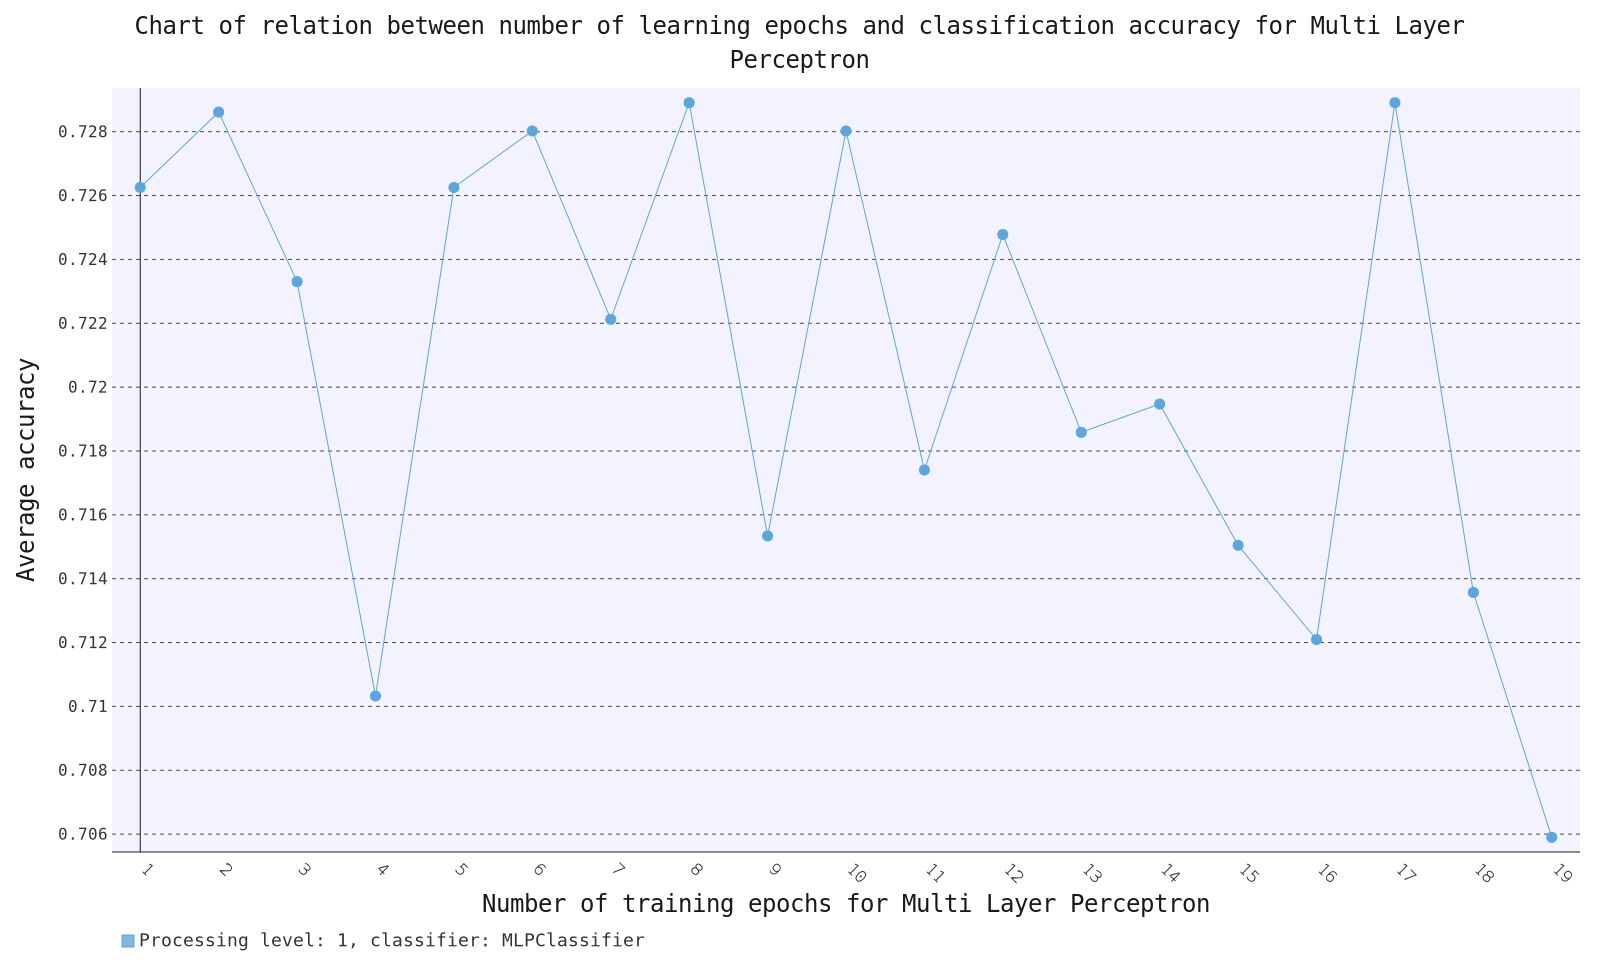 Chart of relation between number of learning epochs and classification accuracy for Multi Layer
Perceptron
0.728
0.726
0.724
0.722
0.72
0.718
0.716
0.714
0.712
0.71
0.708
0.706
Average accuracy
1 2 3 4 5 6 7 8 9 10 11 12 13 14 15 16 17 18 19
Number of training epochs for Multi Layer Perceptron
Processing level: 1, classifier: MLPClassifier